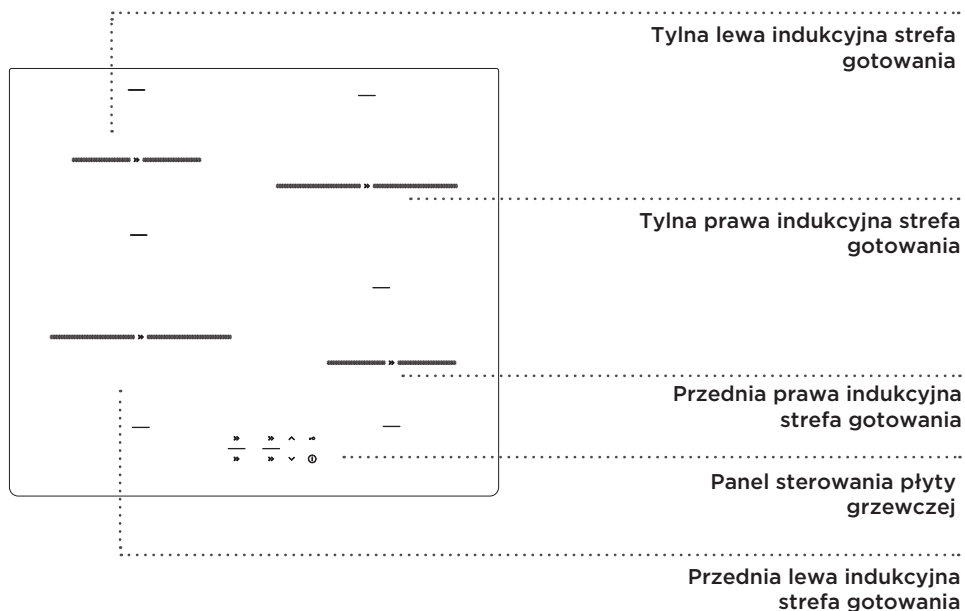 Tylna lewa indukcyjna strefa
gotowania
Tylna prawa indukcyjna strefa
gotowania
Przednia prawa indukcyjna
strefa gotowania
Panel sterowania płyty
grzewczej
Przednia lewa indukcyjna
strefa gotowania